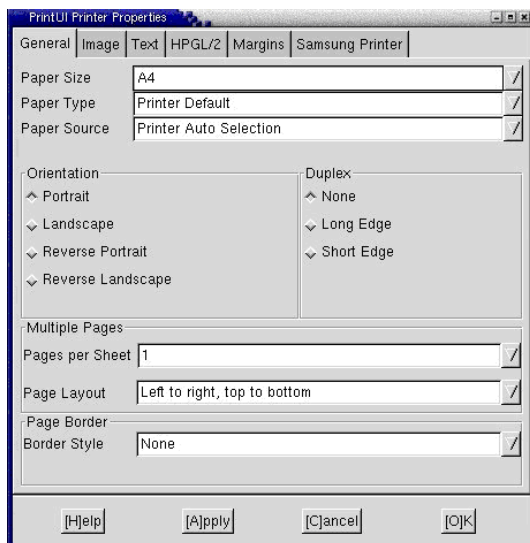 PrintUI Printer Properties
General Image Text HPGL/2 Margins Samsung Printer
Paper Size A4
Paper Type Printer Default
Paper Source Printer Auto Selection
Orientation Duplex
Portrait None
Landscape Long Edge
Reverse Portrait Short Edge
Reverse Landscape
Multiple Pages
Pages per Sheet 1
Page Layout Left to right, top to bottom
Page Border
Border Style None
[H]elp [A]pply [C]ancel [O]K